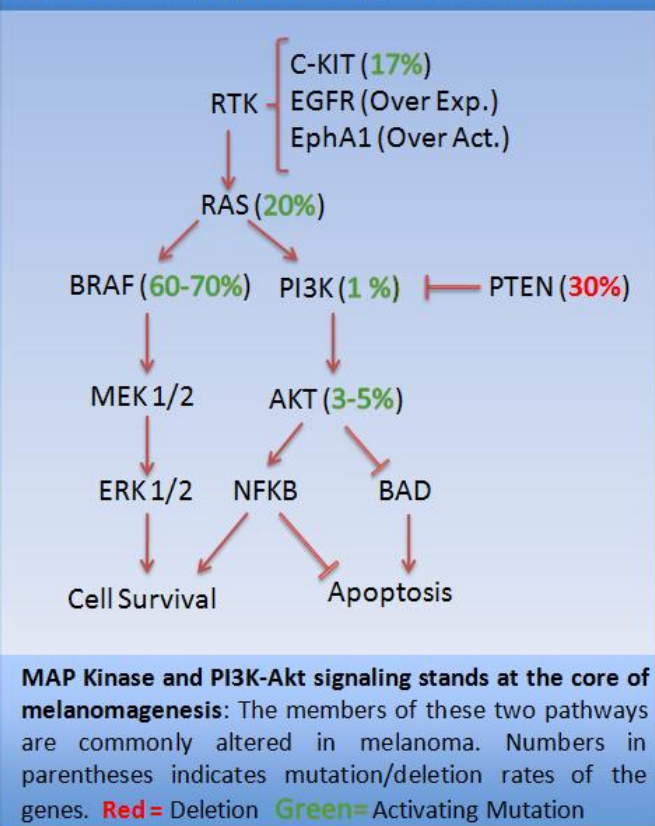 C-KIT (17%)
RTK
EGFR (Over Exp.)
EphA1 (Over Act.)
RAS (20%)
BRAF (60-70%)
PI3K (1 %)
PTEN (30%)
MEK 1/2
AKT (3-5%)
ERK 1/2
NFKB
BAD
Cell Survival
Apoptosis
MAP Kinase and PI3K-Akt signaling stands at the core of
melanomagenesis: The members of these two pathways
are commonly altered in melanoma. Numbers in
parentheses indicates mutation/deletion rates of the
genes. Red= Deletion Green= Activating Mutation